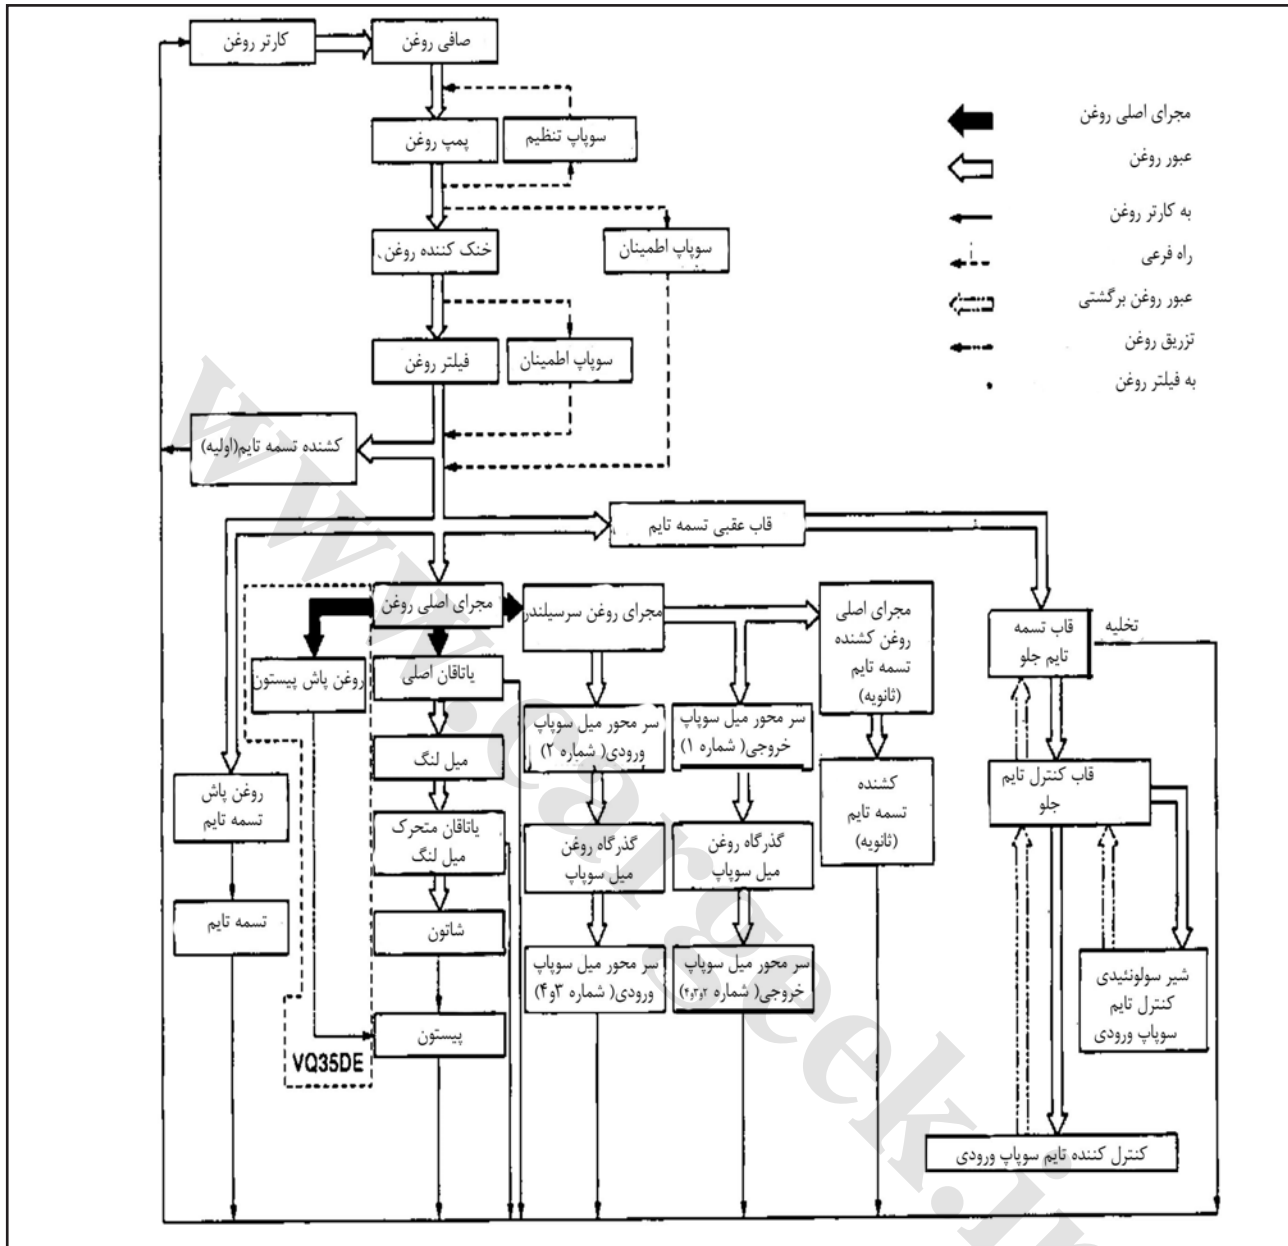 کارتر روغن
صافی روغن
پمپ روغن
سوپاپ تنظیم
خنک کننده روغن
سوپاپ اطمینان
فیلتر روغن
سوپاپ اطمینان
کشنده تسمه تایم(اولیه)
قاب عقبی تسمه تایم
مجرای اصلی روغن
عبور روغن
به کارتر روغن
راه فرعی
عبور روغن برگشتی
تزریق روغن
به فیلتر روغن
مجرای اصلی روغن
مجرای روغن سرسیلندر
مجرای اصلی
روغن کشنده
تسمه تایم
(ثانویه)
قاب تسمه
تایم جلو
تخلیه
روغن پاش پیستون
یاتاقان اصلی
سر محور میل سوپاپ
ورودی( شماره ۲)
سر محور میل سوپاپ
خروجی( شماره ۱)
میل لنگ
کشنده
تسمه تایم
(ثانویه)
قاب کنترل تایم
جلو
روغن پاش
تسمه تایم
یاتاقان متحرک
میل لنگ
گذرگاه روغن
میل سوپاپ
گذرگاه روغن
میل سوپاپ
تسمه تایم
شاتون
سر محور میل سوپاپ
ورودی( شماره ۳و۴)
سر محور میل سوپاپ
خروجی( شماره ۲و۳و۴)
شیر سولونئیدی
کنترل تایم
سوپاپ ورودی
پیستون
VQ35DE
کنترل کننده تایم سوپاپ ورودی
www.cargeek.ir